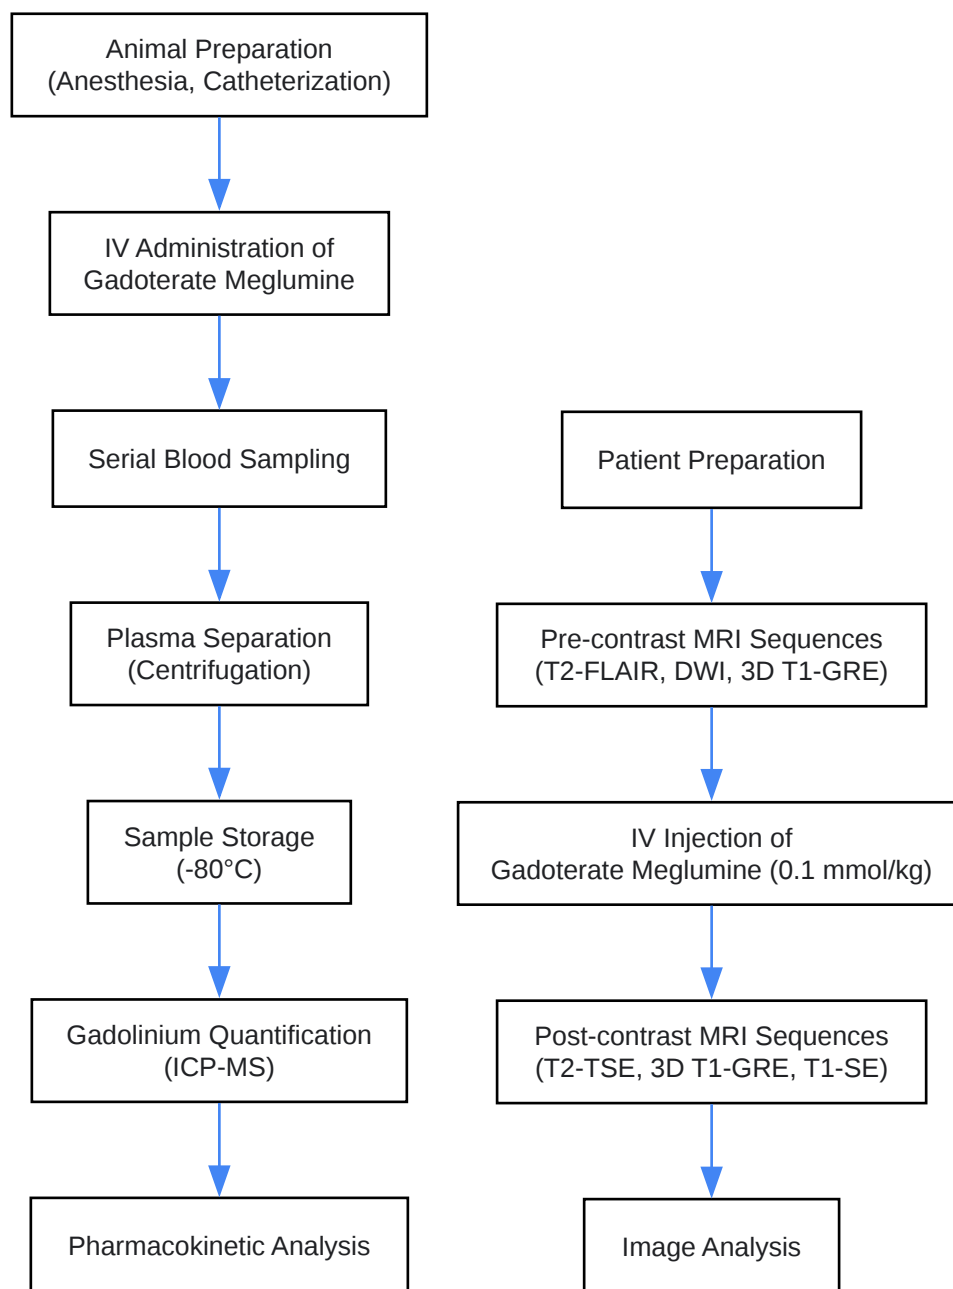 Animal Preparation
(Anesthesia, Catheterization)
IV Administration of
Gadoterate Meglumine
Serial Blood Sampling
Plasma Separation
(Centrifugation)
Sample Storage
(-80°C)
Gadolinium Quantification
(ICP-MS)
Pharmacokinetic Analysis
Patient Preparation
Pre-contrast MRI Sequences
(T2-FLAIR, DWI, 3D T1-GRE)
IV Injection of
Gadoterate Meglumine (0.1 mmol/kg)
Post-contrast MRI Sequences
(T2-TSE, 3D T1-GRE, T1-SE)
Image Analysis